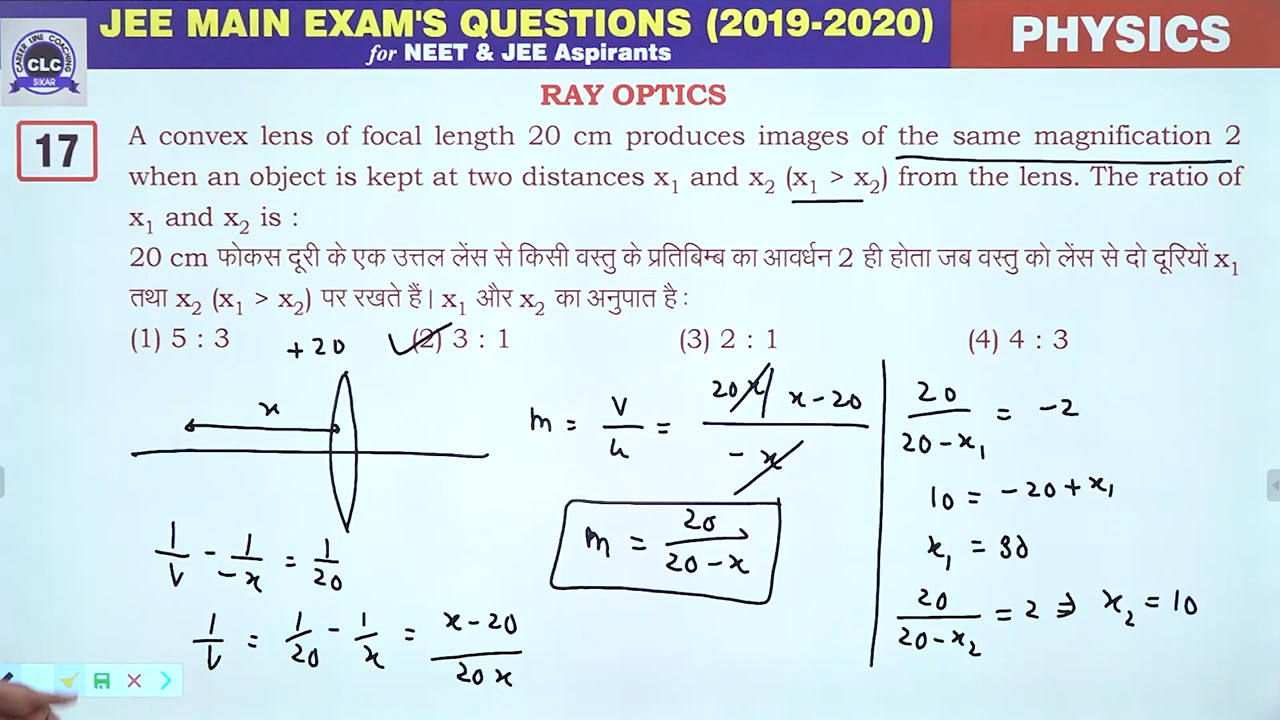 CAREER LINE COACHING
CLC
SIKAR
JEE MAIN EXAM'S QUESTIONS (2019-2020)
for NEET & JEE Aspirants
PHYSICS
RAY OPTICS
17
A convex lens of focal length 20 cm produces images of the same magnification 2
when an object is kept at two distances x₁ and x₂ (x₁ > x₂) from the lens. The ratio of
x₁ and x₂ is :
20 cm फोकस दूरी के एक उत्तल लेंस से किसी वस्तु के प्रतिबिम्ब का आवर्धन 2 ही होता जब वस्तु को लेंस से दो दूरियों x₁
तथा x₂ (x₁ > x₂) पर रखते हैं। x₁ और x₂ का अनुपात है :
(1) 5 : 3 (2) 3 : 1 (3) 2 : 1 (4) 4 : 3
+20
x
1/v - 1/-x = 1/20
1/v = 1/20 - 1/x = x-20/20x
m = v/u = 20x/x-20/-x
m = 20/20-x
20/20-x₁ = -2
10 = -20+x₁
x₁ = 30
20/20-x₂ = 2 ⇒ x₂ = 10